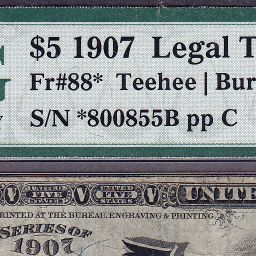 $5 1907 Legal T
Fr#88* Teehee | Bur
S/N *800855B pp C
V V FIVE V FIVE V V UNITE
PRINTED AT THE BUREAU, ENGRAVING & PRINTING.
SERIES OF
1907